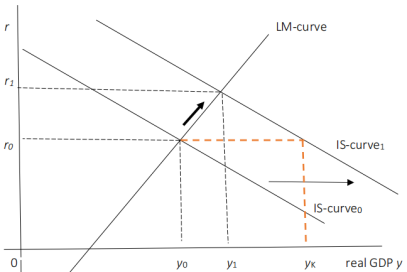 r
LM-curve
r₁
r₀
IS-curve₁
IS-curve₀
0
y₀
y₁
yₖ
real GDP y